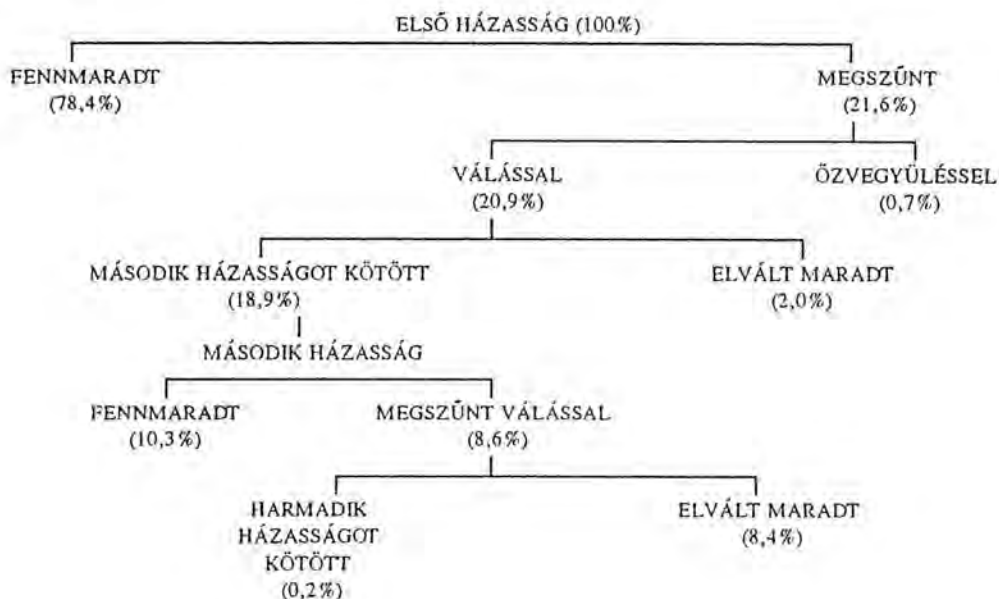 ELSŐ HÁZASSÁG (100%)
FENNMARADT
(78,4%)
MEGSZŰNT
(21,6%)
VÁLÁSSAL
(20,9%)
ÖZVEGYÜLÉSSEL
(0,7%)
MÁSODIK HÁZASSÁGOT KÖTÖTT
(18,9%)
ELVÁLT MARADT
(2,0%)
MÁSODIK HÁZASSÁG
FENNMARADT
(10,3%)
MEGSZŰNT VÁLÁSSAL
(8,6%)
HARMADIK
HÁZASSÁGOT
KÖTÖTT
(0,2%)
ELVÁLT MARADT
(8,4%)